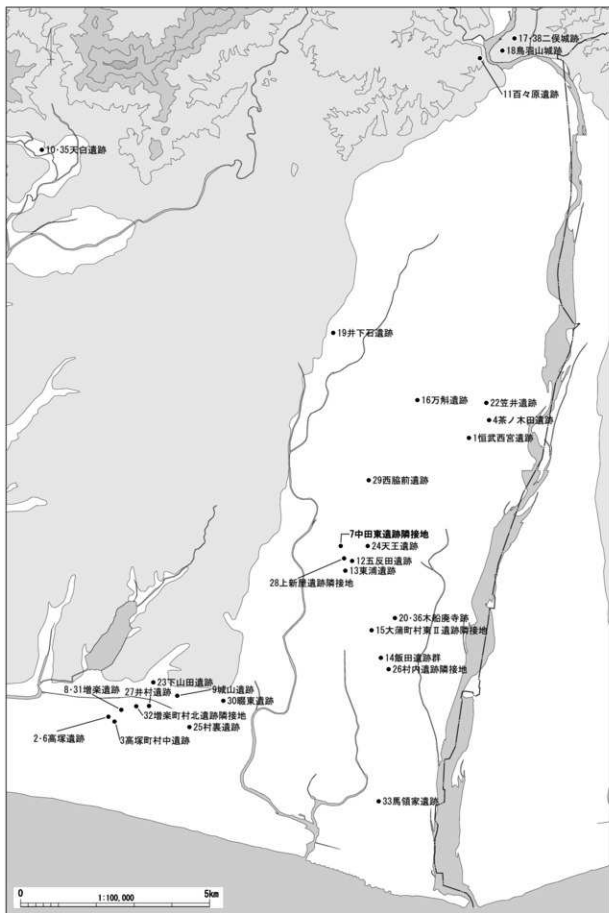 17・38二俣城跡
18鳥羽山城跡
11百々原遺跡
10・35天白遺跡
19井下石遺跡
16万斛遺跡
22笠井遺跡
4茶ノ木田遺跡
1恒武西宮遺跡
29西脇前遺跡
7中田東遺跡隣接地
24天王遺跡
12五反田遺跡
28上新屋遺跡隣接地
13東浦遺跡
20・36木船廃寺跡
15大蒲町村東Ⅱ遺跡隣接地
14飯田遺跡群
26村内遺跡隣接地
23下山田遺跡
27井村遺跡
9城山遺跡
8・31増楽遺跡
30畷東遺跡
32増楽町村北遺跡隣接地
2・6高塚遺跡
25村裏遺跡
3高塚町村中遺跡
33馬領家遺跡
0
5km
1:100,000